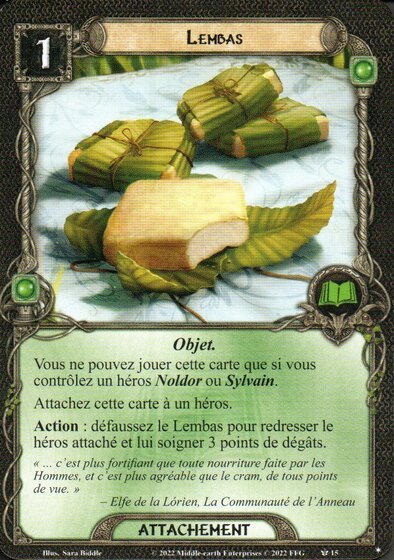 1
LEMBAS
Objet.
Vous ne pouvez jouer cette carte que si vous
contrôlez un héros Noldor ou Sylvain.
Attachez cette carte à un héros.
Action : défaussez le Lembas pour redresser le
héros attaché et lui soigner 3 points de dégâts.
« ... c'est plus fortifiant que toute nourriture faite par les
Hommes, et c'est plus agréable que le cram, de tous points
de vue. »
– Elfe de la Lórien, La Communauté de l'Anneau
ATTACHEMENT
Illus. Sara Biddle © 2022 Middle-earth Enterprises © 2022 FFG 15